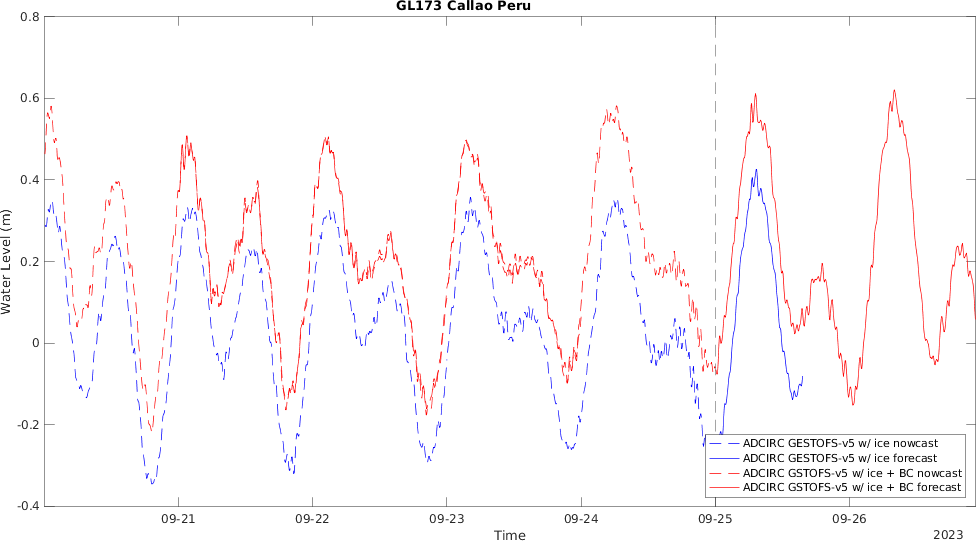 GL173 Callao Peru
0.8
0.6
0.4
0.2
0
-0.2
-0.4
Water Level (m)
ADCIRC GESTOFS-v5 w/ ice nowcast
ADCIRC GESTOFS-v5 w/ ice forecast
ADCIRC GSTOFS-v5 w/ ice + BC nowcast
ADCIRC GSTOFS-v5 w/ ice + BC forecast
09-21 09-22 09-23 09-24 09-25 09-26
Time
2023